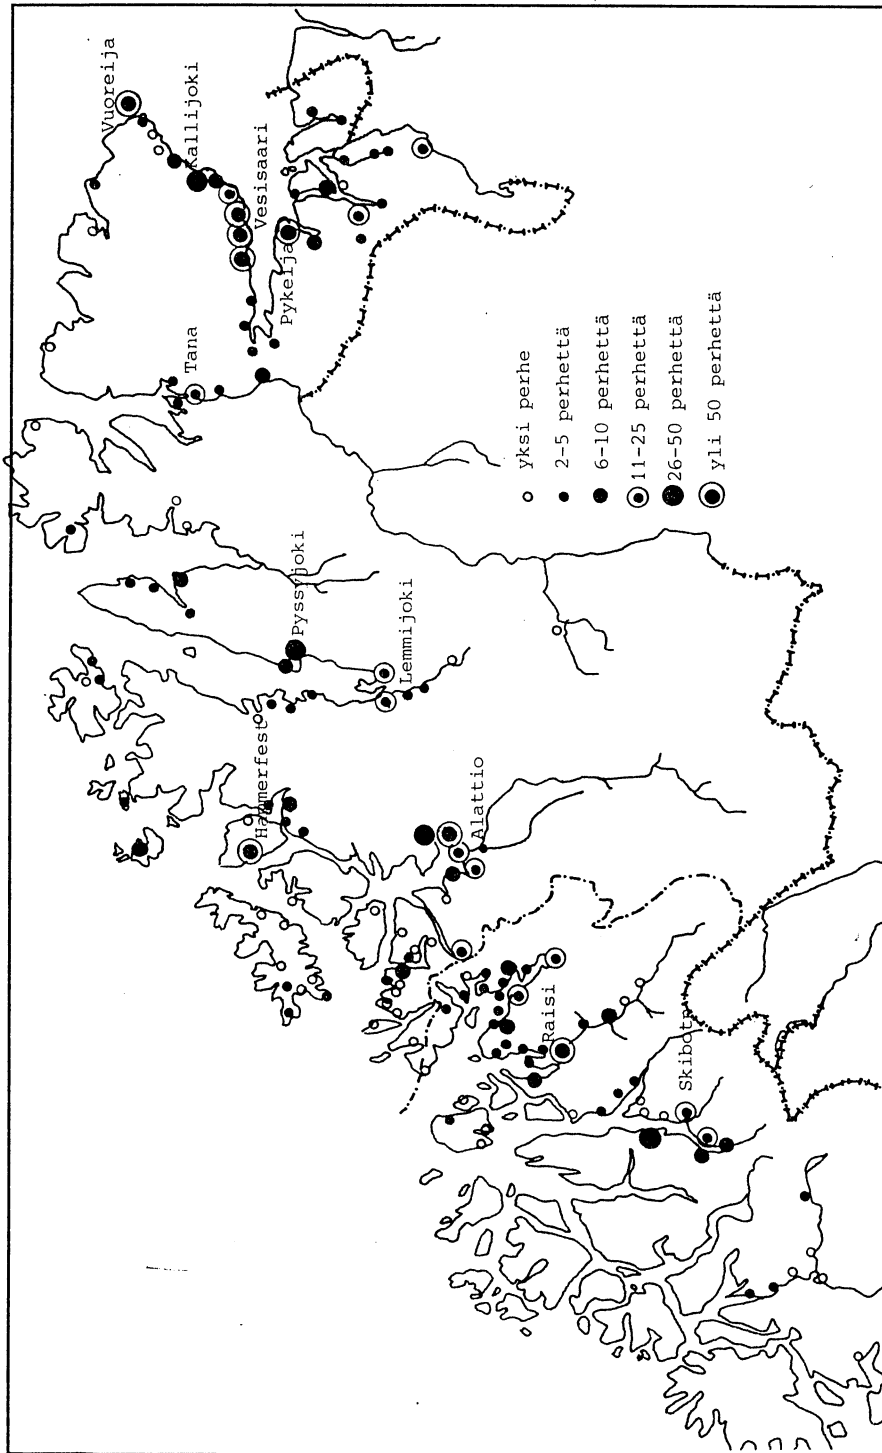 Vuoreija
Kallijoki
Vesisaari
Pykeija
Tana
Pyssyjoki
Lemmijoki
Hammerfest
Alattio
Raisi
Skibotn
yksi perhe
2-5 perhettä
6-10 perhettä
11-25 perhettä
26-50 perhettä
yli 50 perhettä